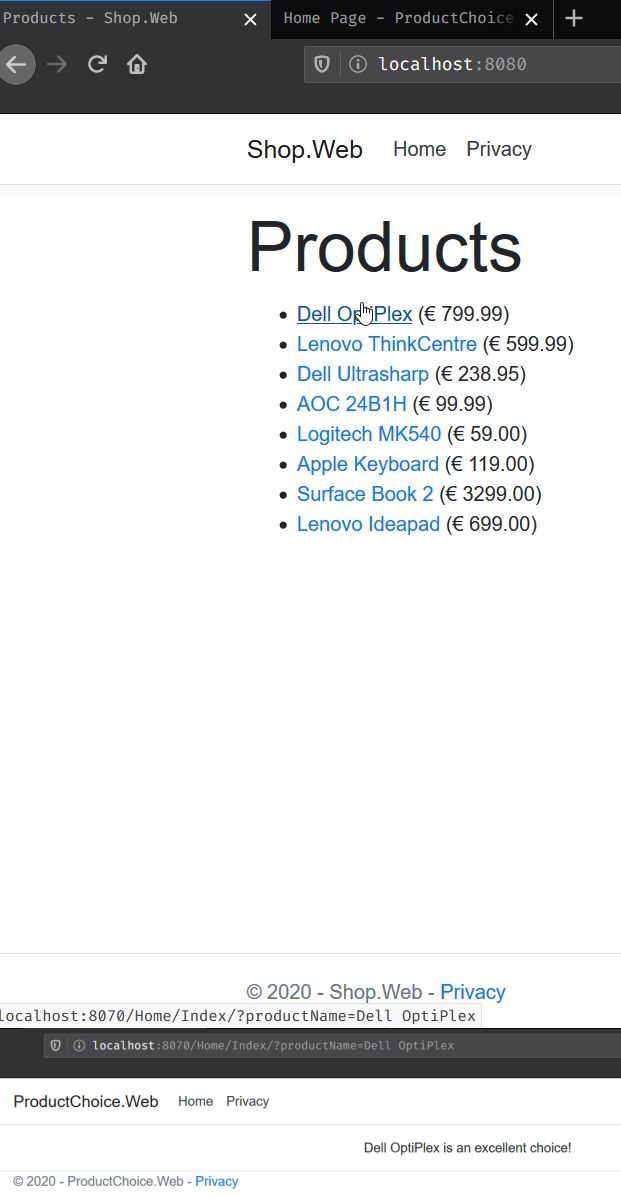 Products - Shop.Web
Home Page - ProductChoice
localhost:8080
Shop.Web Home Privacy
Products
Dell OptiPlex (€ 799.99)
Lenovo ThinkCentre (€ 599.99)
Dell Ultrasharp (€ 238.95)
AOC 24B1H (€ 99.99)
Logitech MK540 (€ 59.00)
Apple Keyboard (€ 119.00)
Surface Book 2 (€ 3299.00)
Lenovo Ideapad (€ 699.00)
© 2020 - Shop.Web - Privacy
localhost:8070/Home/Index/?productName=Dell OptiPlex
localhost:8070/Home/Index/?productName=Dell OptiPlex
ProductChoice.Web Home Privacy
Dell OptiPlex is an excellent choice!
© 2020 - ProductChoice.Web - Privacy